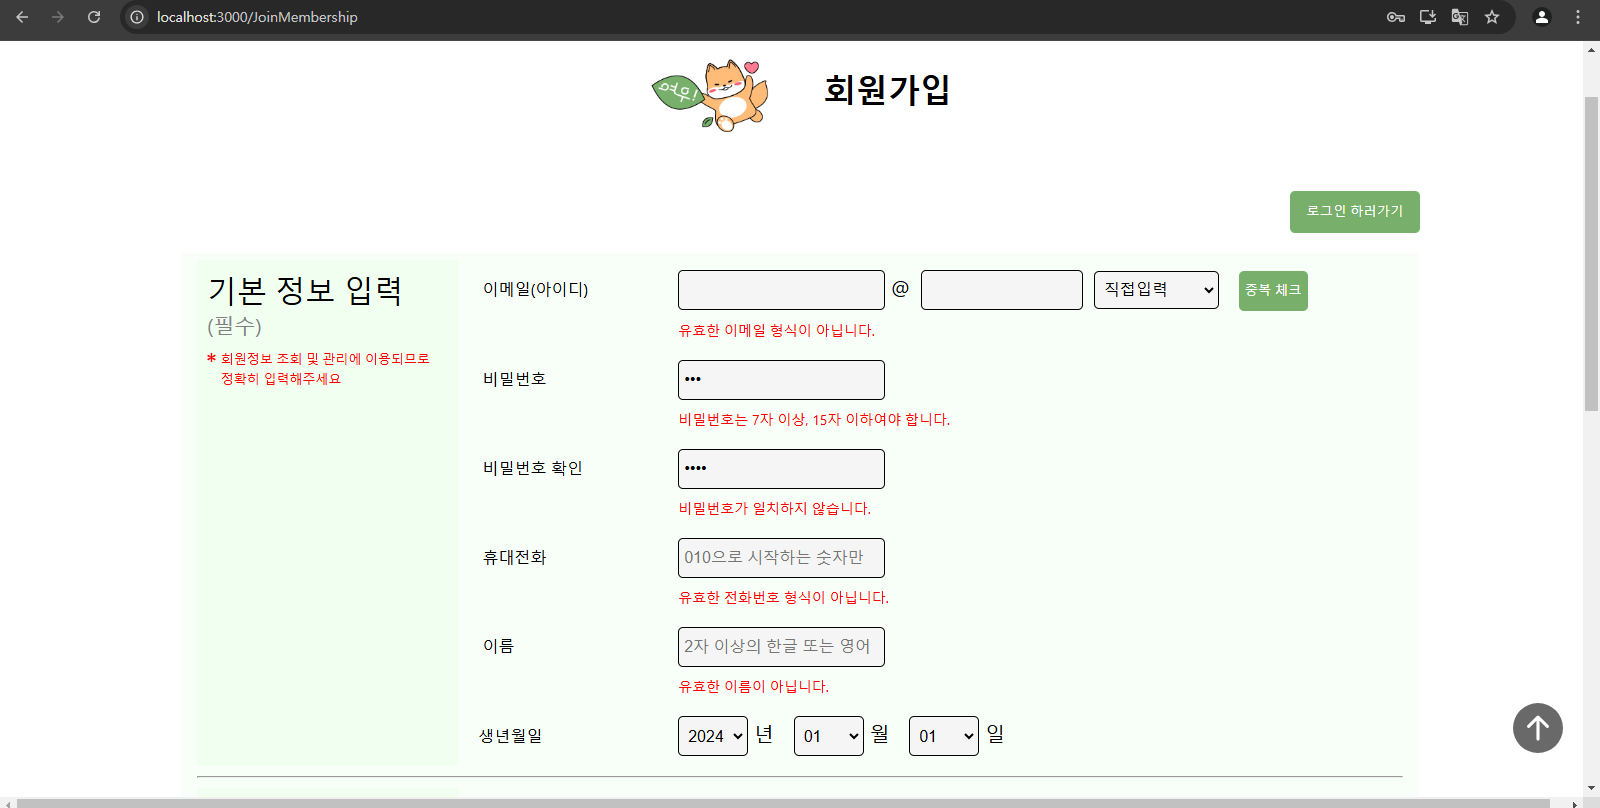 localhost:3000/JoinMembership
여우!
회원가입
로그인 하러가기
기본 정보 입력
(필수)
* 회원정보 조회 및 관리에 이용되므로
정확히 입력해주세요
이메일(아이디)
@
직접입력
중복 체크
유효한 이메일 형식이 아닙니다.
비밀번호
•••
비밀번호는 7자 이상, 15자 이하여야 합니다.
비밀번호 확인
••••
비밀번호가 일치하지 않습니다.
휴대전화
010으로 시작하는 숫자만
유효한 전화번호 형식이 아닙니다.
이름
2자 이상의 한글 또는 영어
유효한 이름이 아닙니다.
생년월일
2024 년 01 월 01 일